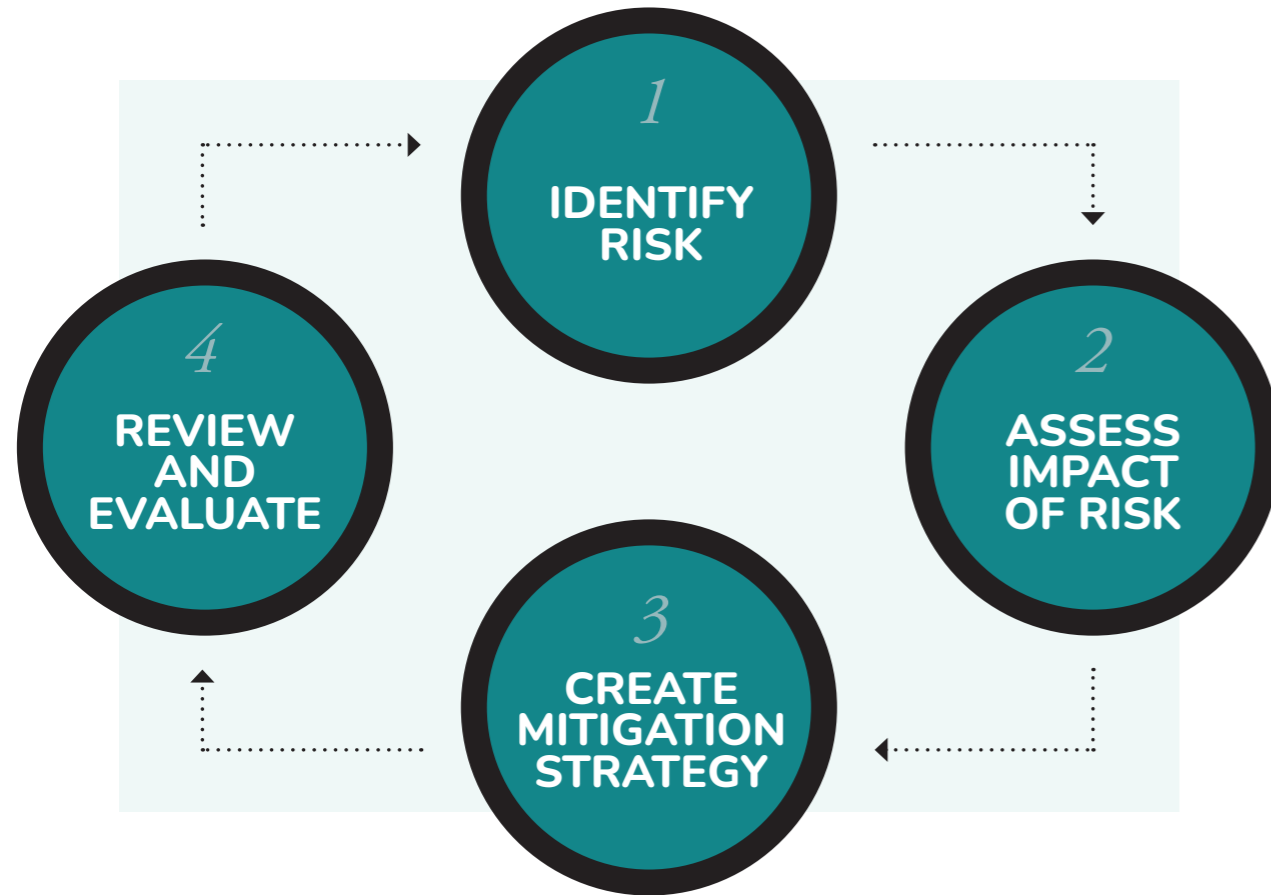 1
IDENTIFY
RISK
2
ASSESS
IMPACT
OF RISK
3
CREATE
MITIGATION
STRATEGY
4
REVIEW
AND
EVALUATE